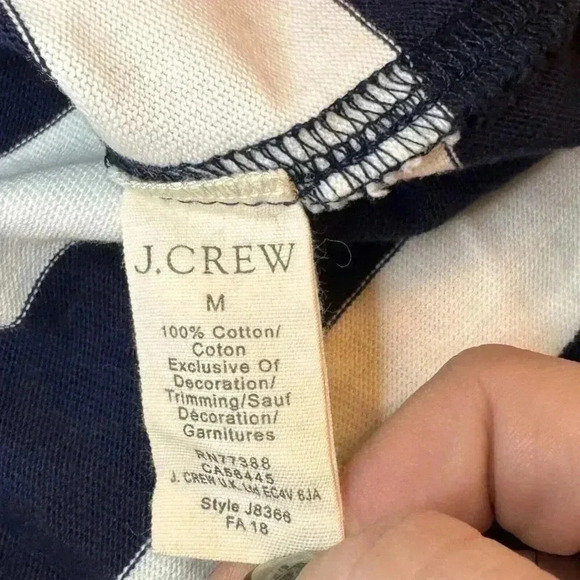 J.CREW
M
100% Cotton/
Coton
Exclusive Of
Decoration/
Trimming/Sauf
Décoration/
Garnitures
RN77388
CA56445
J. CREW U.K. Ltd EC4V 6JA
Style J8366
FA 18